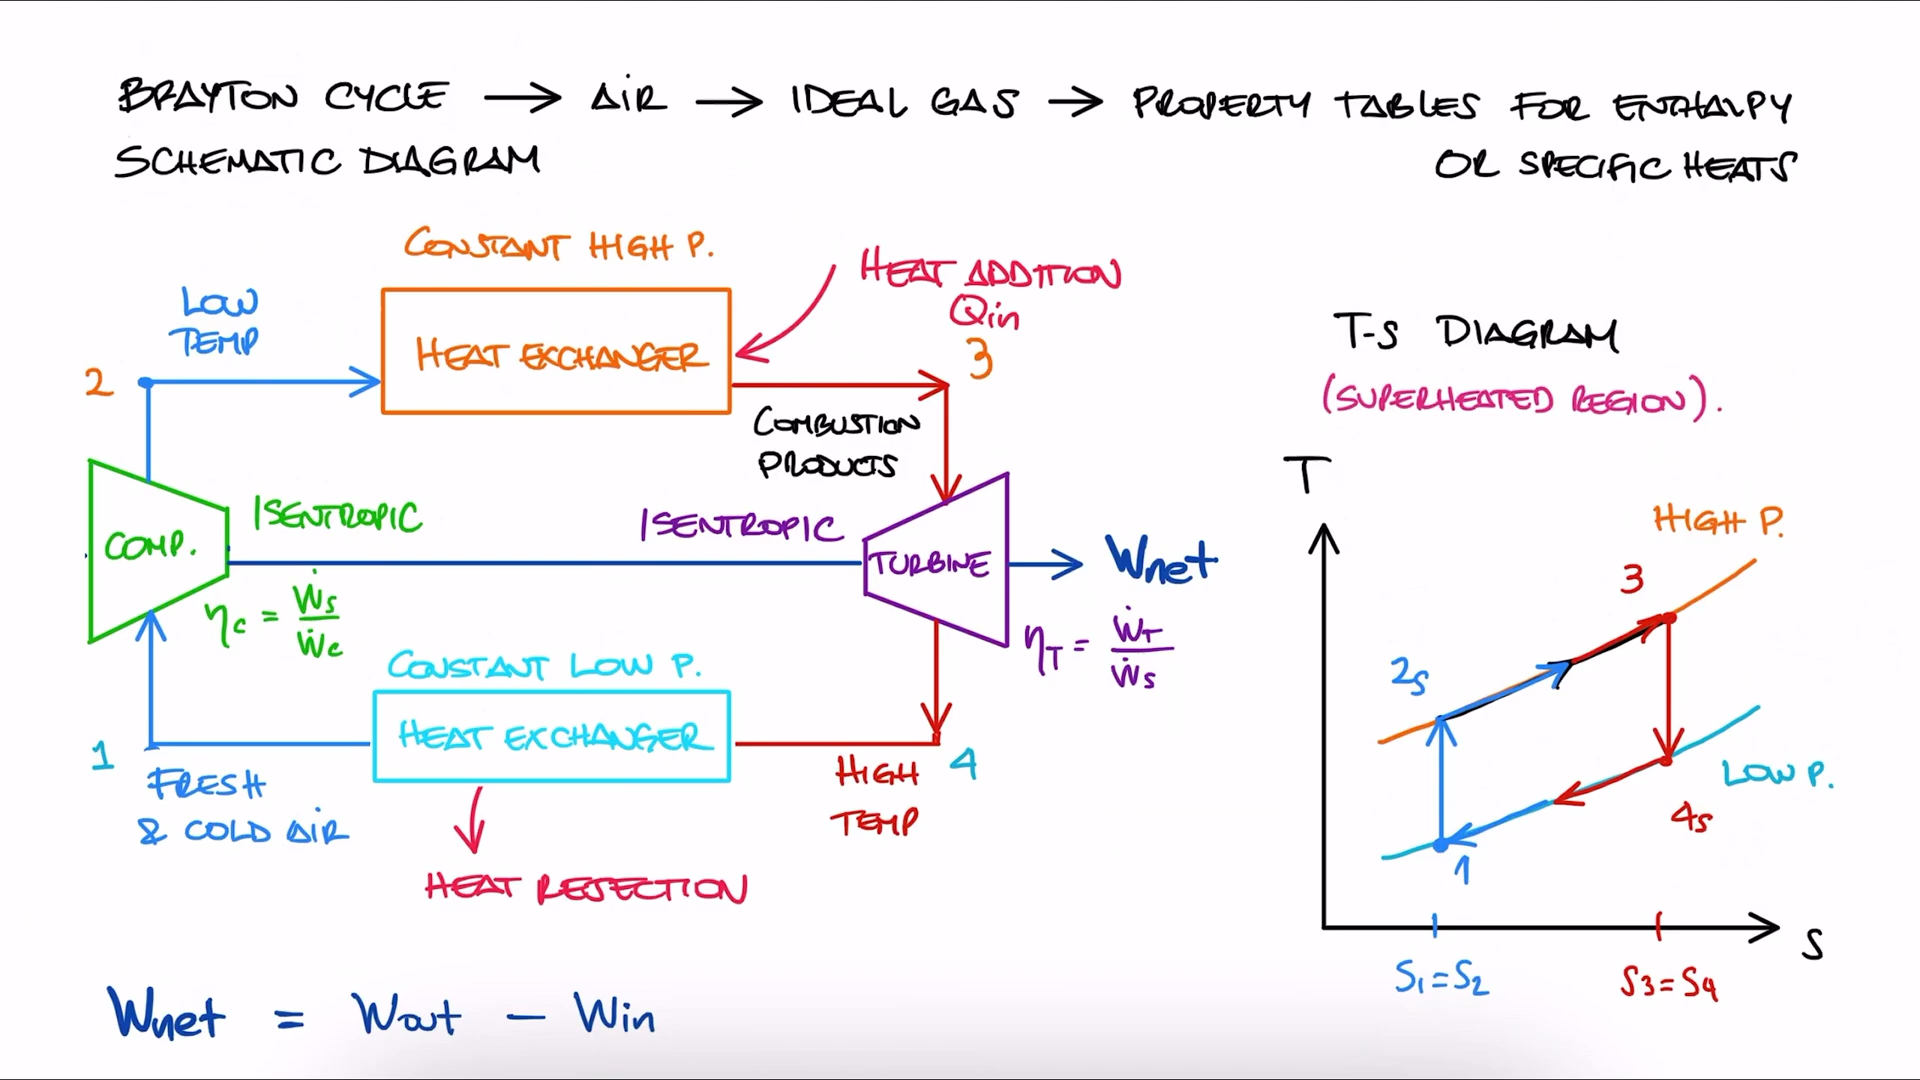 BRAYTON CYCLE → AIR → IDEAL GAS → PROPERTY TABLES FOR ENTHALPY
SCHEMATIC DIAGRAM
OR SPECIFIC HEATS
CONSTANT HIGH P.
HEAT ADDITION
Qin
LOW
TEMP
HEAT EXCHANGER
3
2
COMBUSTION
PRODUCTS
ISENTROPIC
ISENTROPIC
COMP.
TURBINE
Wnet
ηc = Ẇs/Ẇc
ηT = ẆT/Ẇs
CONSTANT LOW P.
HEAT EXCHANGER
1
4
FRESH
& COLD AIR
HIGH
TEMP
HEAT REJECTION
Wnet = Wout − Win
T-S DIAGRAM
(SUPERHEATED REGION).
T
HIGH P.
3
2s
LOW P.
4s
1
S
S1=S2
S3=S4